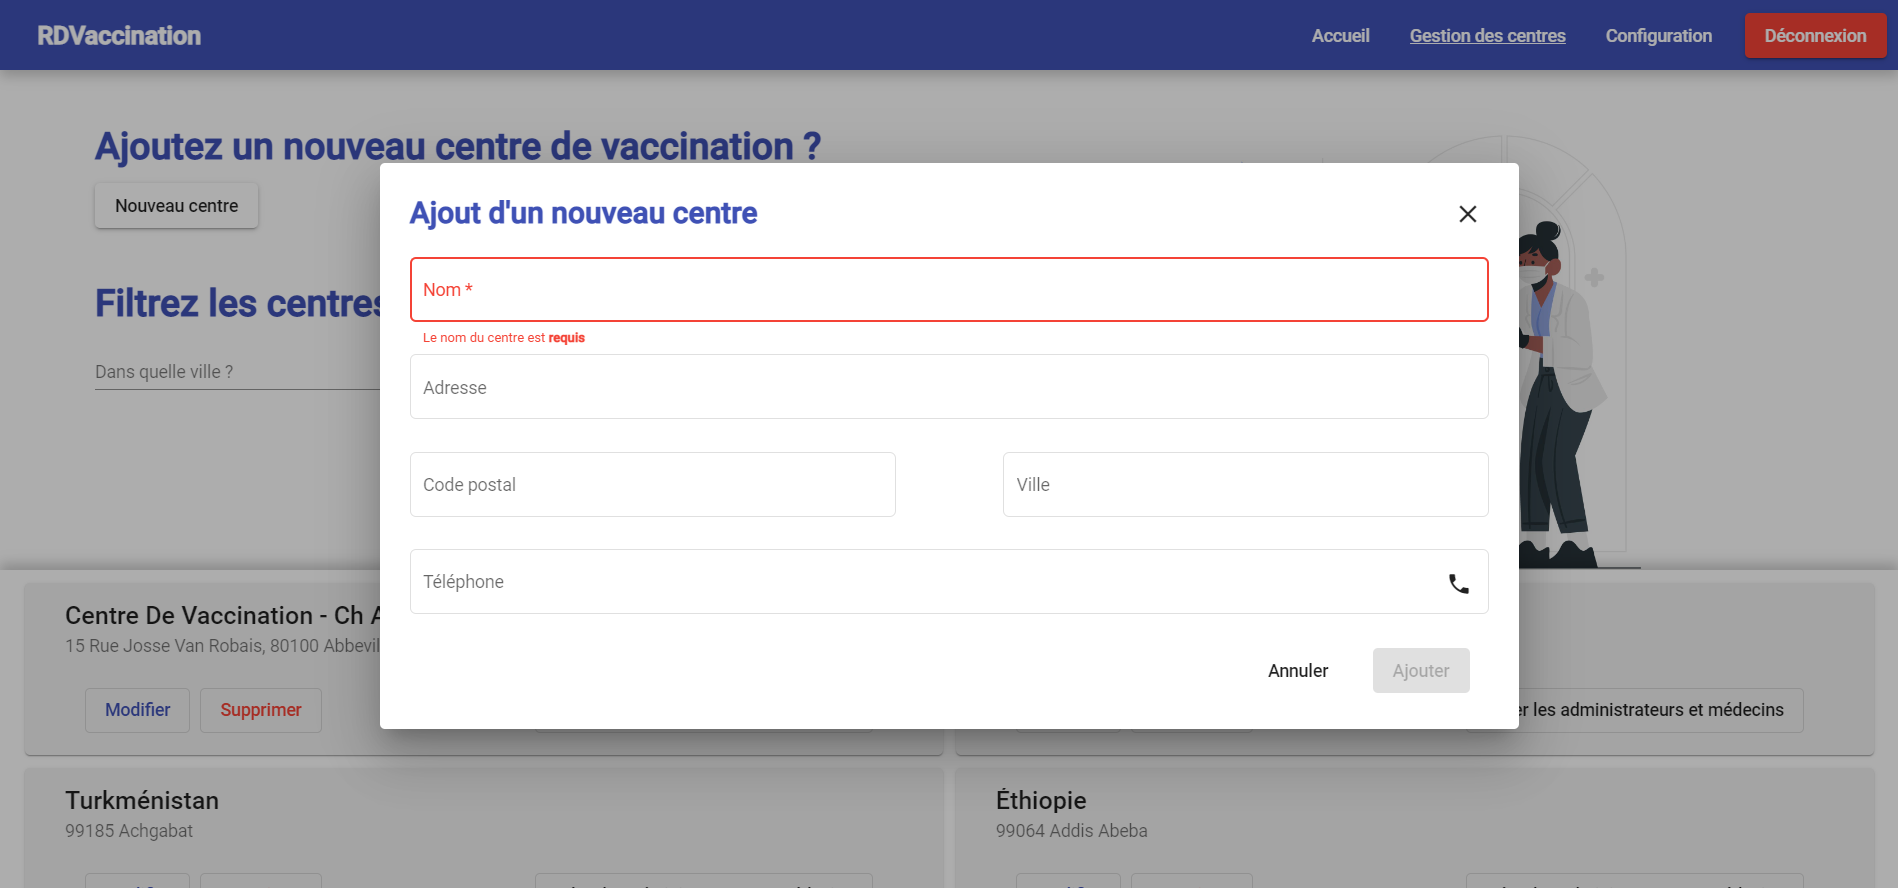 RDVaccination
Accueil
Gestion des centres
Configuration
Déconnexion
Ajoutez un nouveau centre de vaccination ?
Nouveau centre
Filtrez les centres
Dans quelle ville ?
Ajout d'un nouveau centre
Nom *
Le nom du centre est requis
Adresse
Code postal
Ville
Téléphone
Annuler
Ajouter
Centre De Vaccination - Ch
15 Rue Josse Van Robais, 80100
Modifier
Supprimer
les administrateurs et médecins
Turkménistan
99185 Achgabat
Éthiopie
99064 Addis Abeba